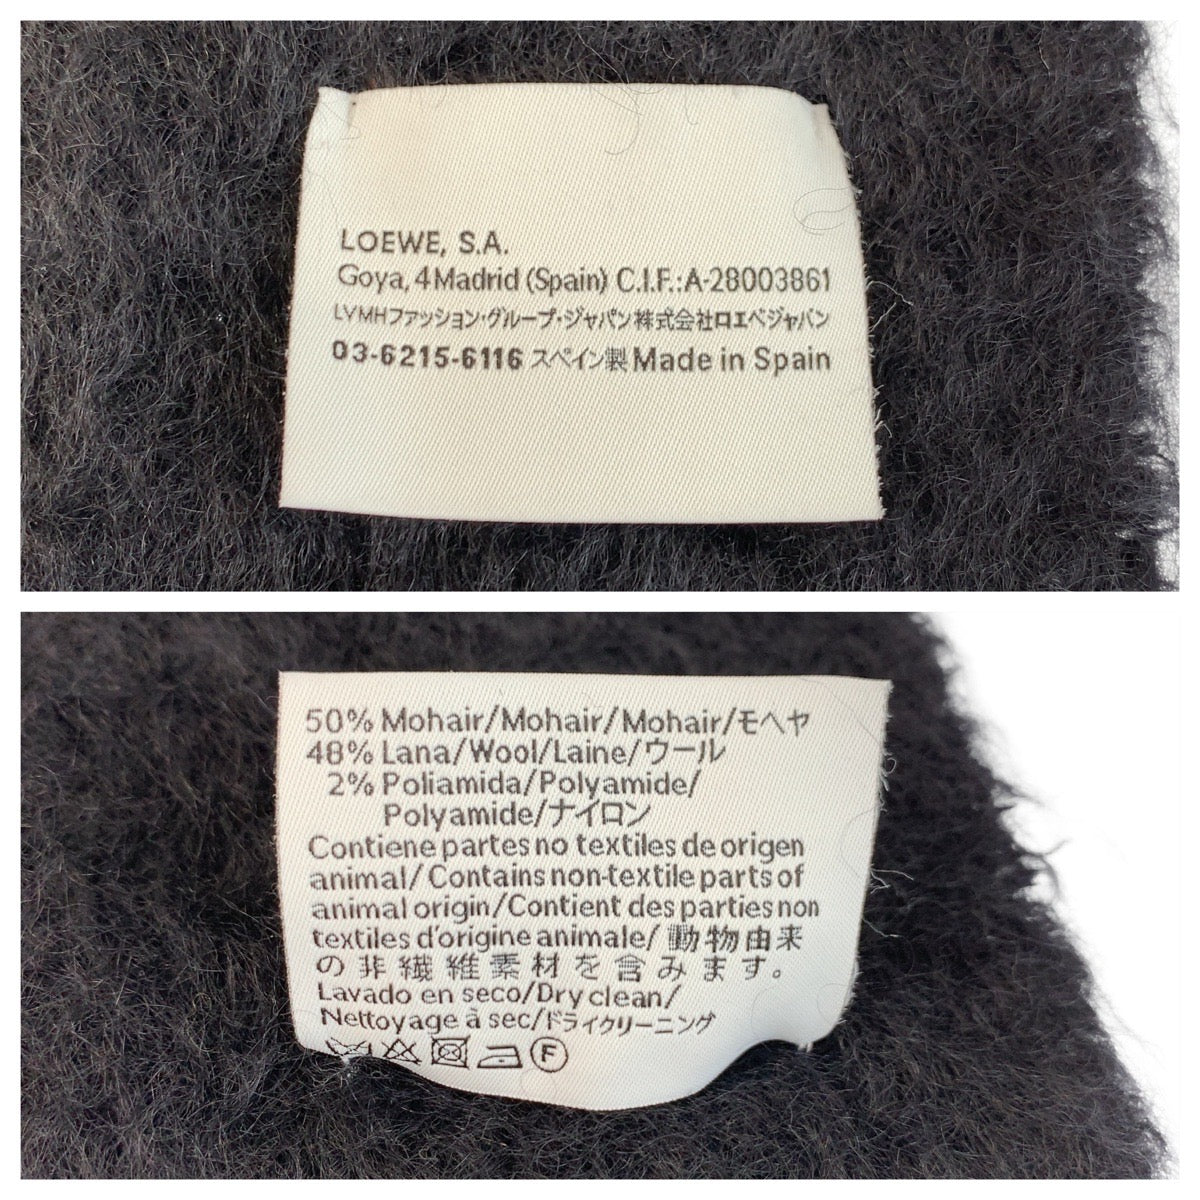 LOEWE, S.A.
Goya, 4 Madrid (Spain) C.I.F.:A-28003861
LVMHファッション・グループ・ジャパン株式会社ロエベジャパン
03-6215-6116 スペイン製 Made in Spain
50% Mohair/Mohair/Mohair/モヘヤ
48% Lana/Wool/Laine/ウール
2% Poliamida/Polyamide/
Polyamide/ナイロン
Contiene partes no textiles de origen
animal/Contains non-textile parts of
animal origin/Contient des parties non
textiles d'origine animale/動物由来
の非繊維素材を含みます。
Lavado en seco/Dry clean/
Nettoyage à sec/ドライクリーニング
F